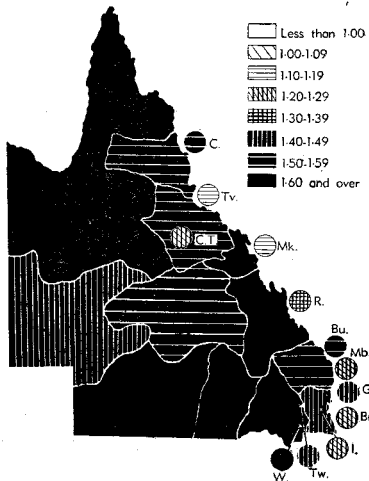 Less than 1·00
1·00-1·09
1·10-1·19
1·20-1·29
1·30-1·39
1·40-1·49
1·50-1·59
1·60 and over
C.
Tv.
C.T.
Mk.
R.
Bu.
Mb
G
B
I.
W.
Tw.